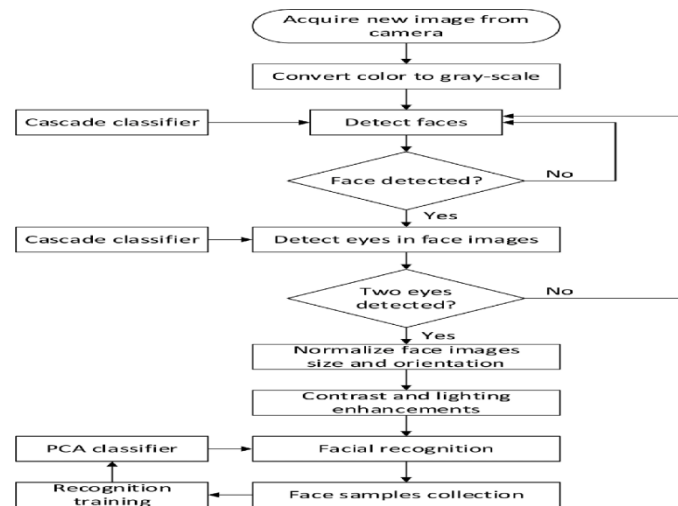 Acquire new image from
camera
Convert color to gray-scale
Cascade classifier
Detect faces
Face detected?
No
Yes
Cascade classifier
Detect eyes in face images
Two eyes
detected?
No
Yes
Normalize face images
size and orientation
Contrast and lighting
enhancements
PCA classifier
Facial recognition
Recognition
training
Face samples collection